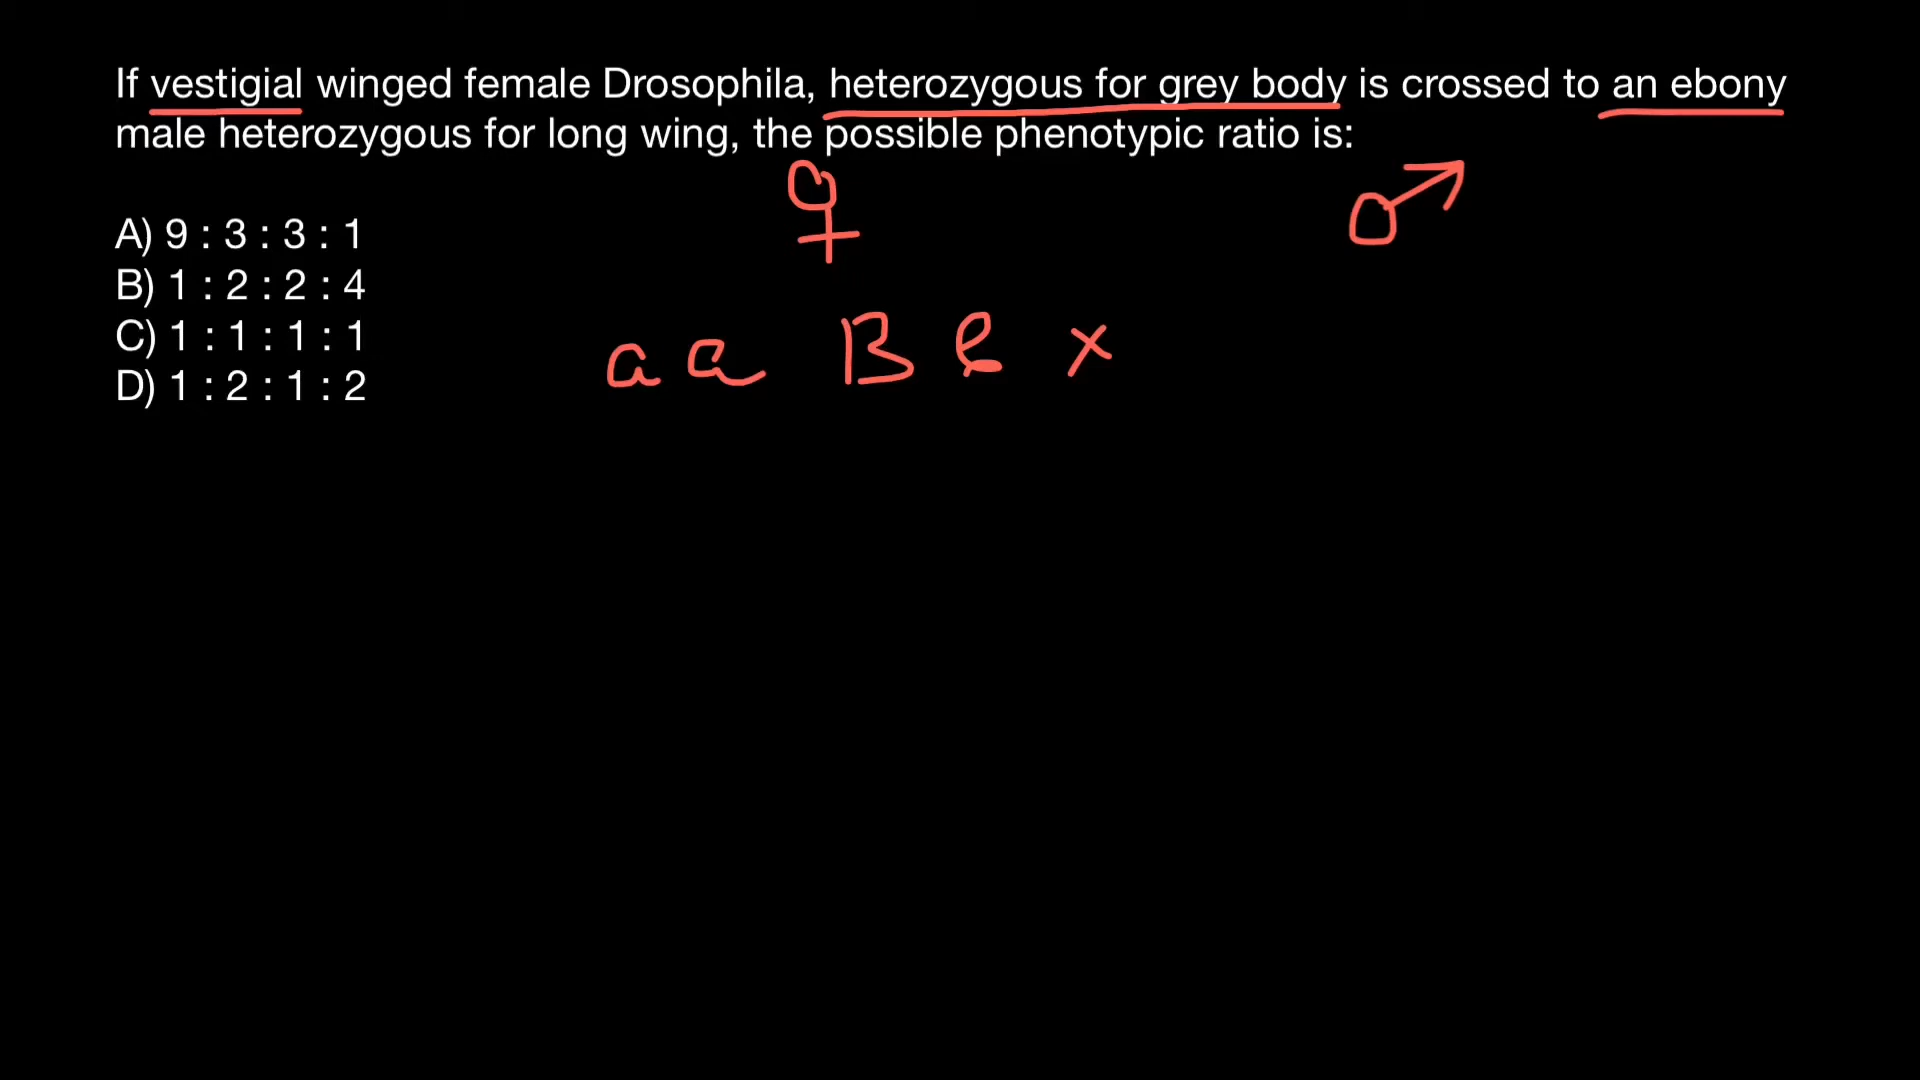 If vestigial winged female Drosophila, heterozygous for grey body is crossed to an ebony
male heterozygous for long wing, the possible phenotypic ratio is:
A) 9 : 3 : 3 : 1
B) 1 : 2 : 2 : 4
C) 1 : 1 : 1 : 1
D) 1 : 2 : 1 : 2
♀ ♂
a a B b x